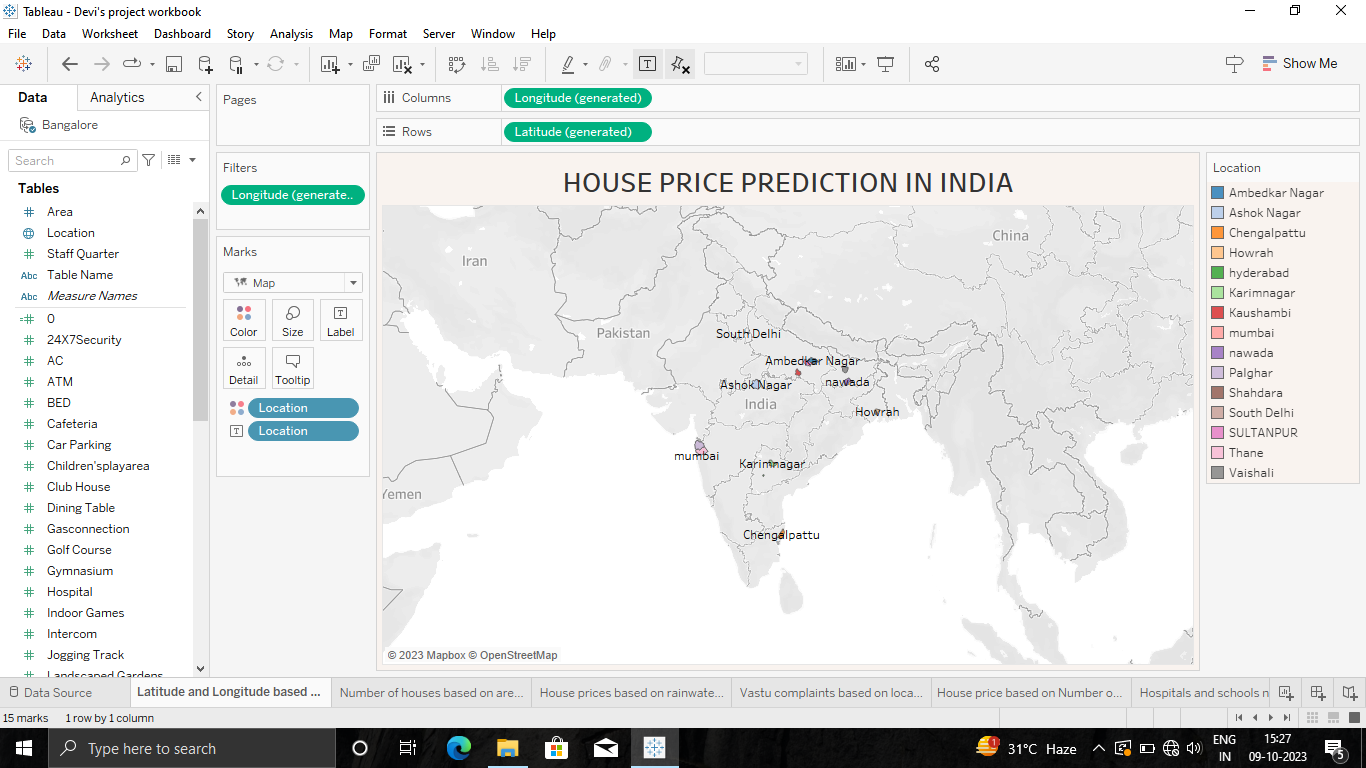 Tableau - Devi's project workbook
File Data Worksheet Dashboard Story Analysis Map Format Server Window Help
Show Me
Data Analytics
Bangalore
Search
Tables
Area
Location
Staff Quarter
Abc Table Name
Abc Measure Names
0
24X7Security
AC
ATM
BED
Cafeteria
Car Parking
Children'splayarea
Club House
Dining Table
Gasconnection
Golf Course
Gymnasium
Hospital
Indoor Games
Intercom
Jogging Track
Landscaped Gardens
Pages
Filters
Longitude (generate..
Marks
Map
Color Size Label
Detail Tooltip
Location
Location
Columns Longitude (generated)
Rows Latitude (generated)
HOUSE PRICE PREDICTION IN INDIA
China
Iran
Pakistan
South Delhi
Ambedkar Nagar
nawada
Ashok Nagar
India
Howrah
mumbai
Karimnagar
Yemen
Chengalpattu
© 2023 Mapbox © OpenStreetMap
Location
Ambedkar Nagar
Ashok Nagar
Chengalpattu
Howrah
hyderabad
Karimnagar
Kaushambi
mumbai
nawada
Palghar
Shahdara
South Delhi
SULTANPUR
Thane
Vaishali
Data Source Latitude and Longitude based ... Number of houses based on are... House prices based on rainwate... Vastu complaints based on loca... House price based on Number o... Hospitals and schools n
15 marks 1 row by 1 column
Type here to search
1
31°C Haze
ENG
IN
15:27
09-10-2023
5